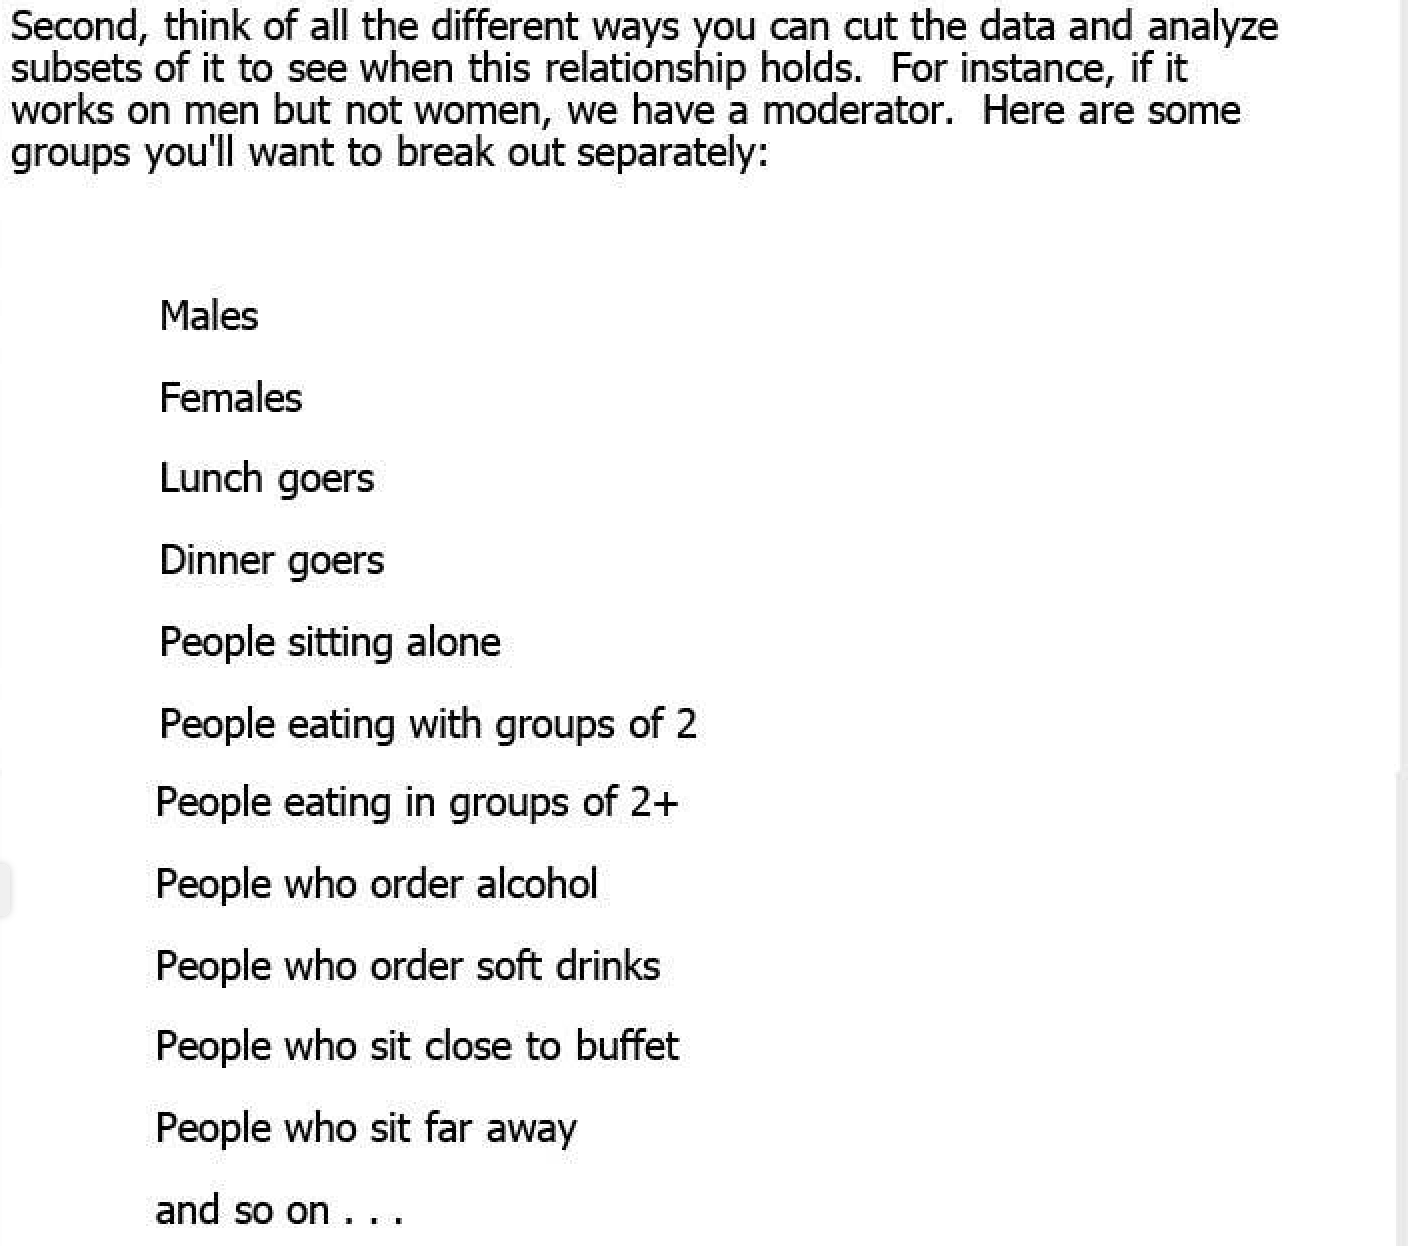 Second, think of all the different ways you can cut the data and analyze
subsets of it to see when this relationship holds.  For instance, if it
works on men but not women, we have a moderator.  Here are some
groups you'll want to break out separately:
Males
Females
Lunch goers
Dinner goers
People sitting alone
People eating with groups of 2
People eating in groups of 2+
People who order alcohol
People who order soft drinks
People who sit close to buffet
People who sit far away
and so on . . .